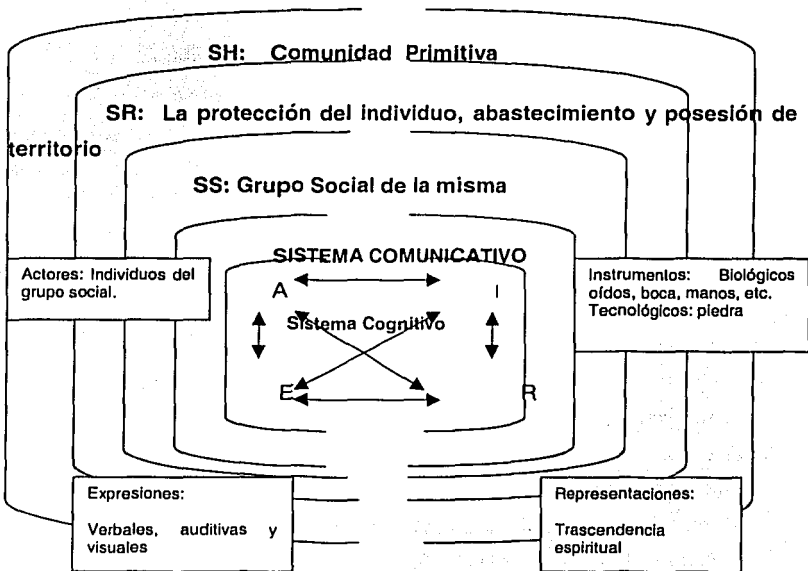 SH: Comunidad Primitiva
SR: La protección del individuo, abastecimiento y posesión de
territorio
SS: Grupo Social de la misma
SISTEMA COMUNICATIVO
Actores: Individuos del
grupo social.
Instrumentos: Biológicos
oídos, boca, manos, etc.
Tecnológicos: piedra
A I
Sistema Cognitivo
E R
Expresiones:
Verbales, auditivas y
visuales
Representaciones:
Trascendencia
espiritual